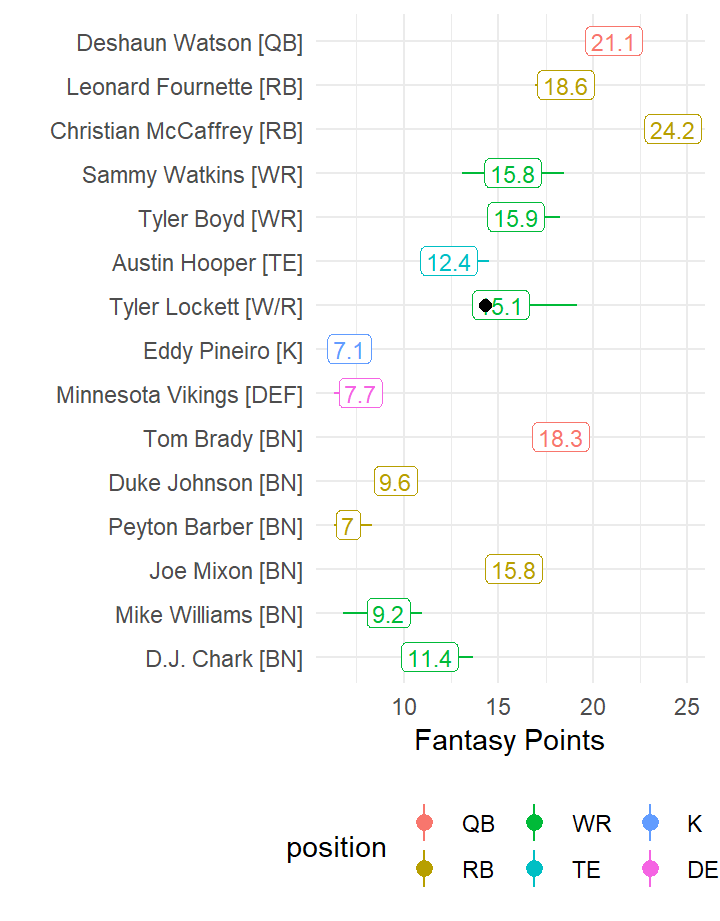 Deshaun Watson [QB] 21.1
Leonard Fournette [RB] 18.6
Christian McCaffrey [RB] 24.2
Sammy Watkins [WR] 15.8
Tyler Boyd [WR] 15.9
Austin Hooper [TE] 12.4
Tyler Lockett [W/R] 5.1
Eddy Pineiro [K] 7.1
Minnesota Vikings [DEF] 7.7
Tom Brady [BN] 18.3
Duke Johnson [BN] 9.6
Peyton Barber [BN] 7
Joe Mixon [BN] 15.8
Mike Williams [BN] 9.2
D.J. Chark [BN] 11.4
10 15 20 25
Fantasy Points
position
QB WR K
RB TE DE